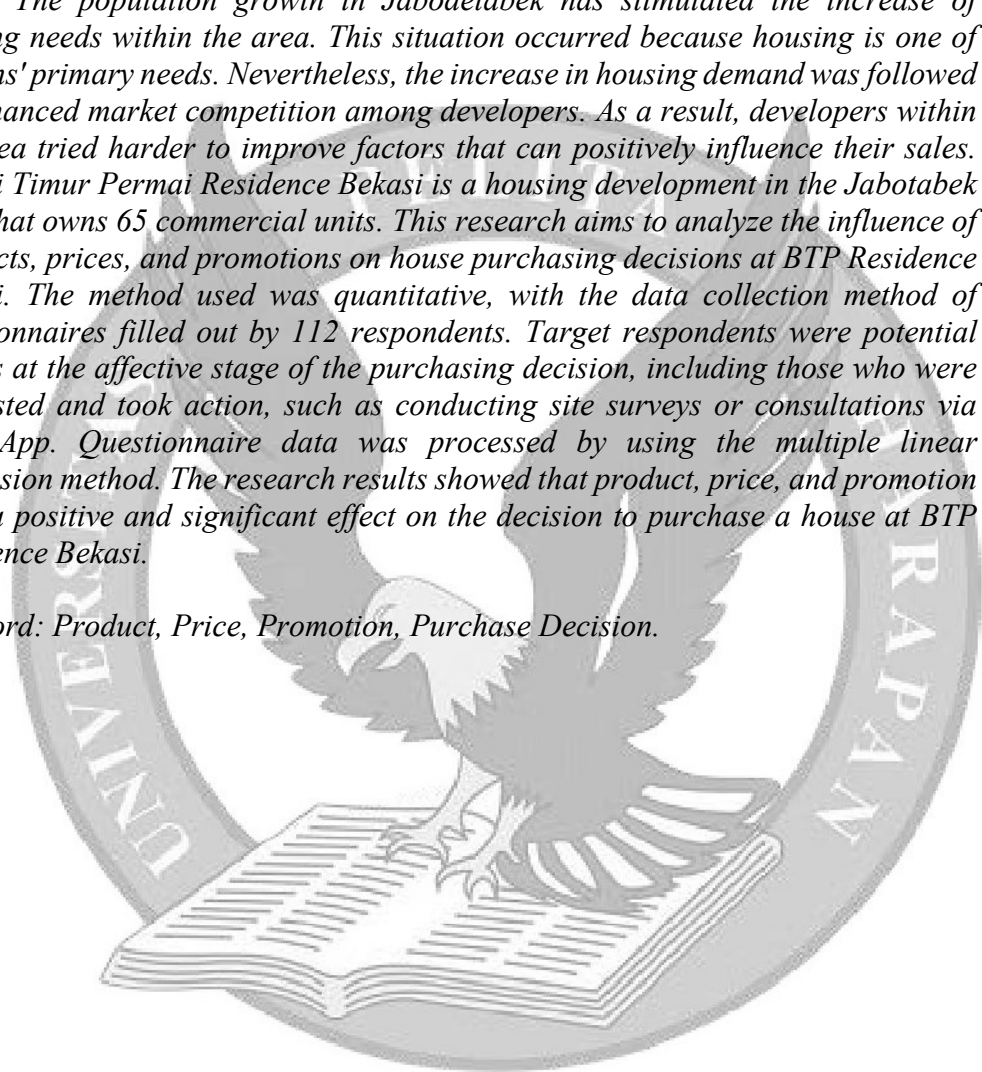 The population growth in Jabodetabek has stimulated the increase of
g needs within the area. This situation occurred because housing is one of
ns' primary needs. Nevertheless, the increase in housing demand was followed
hanced market competition among developers. As a result, developers within
ea tried harder to improve factors that can positively influence their sales.
i Timur Permai Residence Bekasi is a housing development in the Jabotabek
hat owns 65 commercial units. This research aims to analyze the influence of
cts, prices, and promotions on house purchasing decisions at BTP Residence
i. The method used was quantitative, with the data collection method of
onnaires filled out by 112 respondents. Target respondents were potential
s at the affective stage of the purchasing decision, including those who were
sted and took action, such as conducting site surveys or consultations via
App. Questionnaire data was processed by using the multiple linear
sion method. The research results showed that product, price, and promotion
a positive and significant effect on the decision to purchase a house at BTP
ence Bekasi.
ord: Product, Price, Promotion, Purchase Decision.
UNIVERSITAS
PELITA
HARAPAN